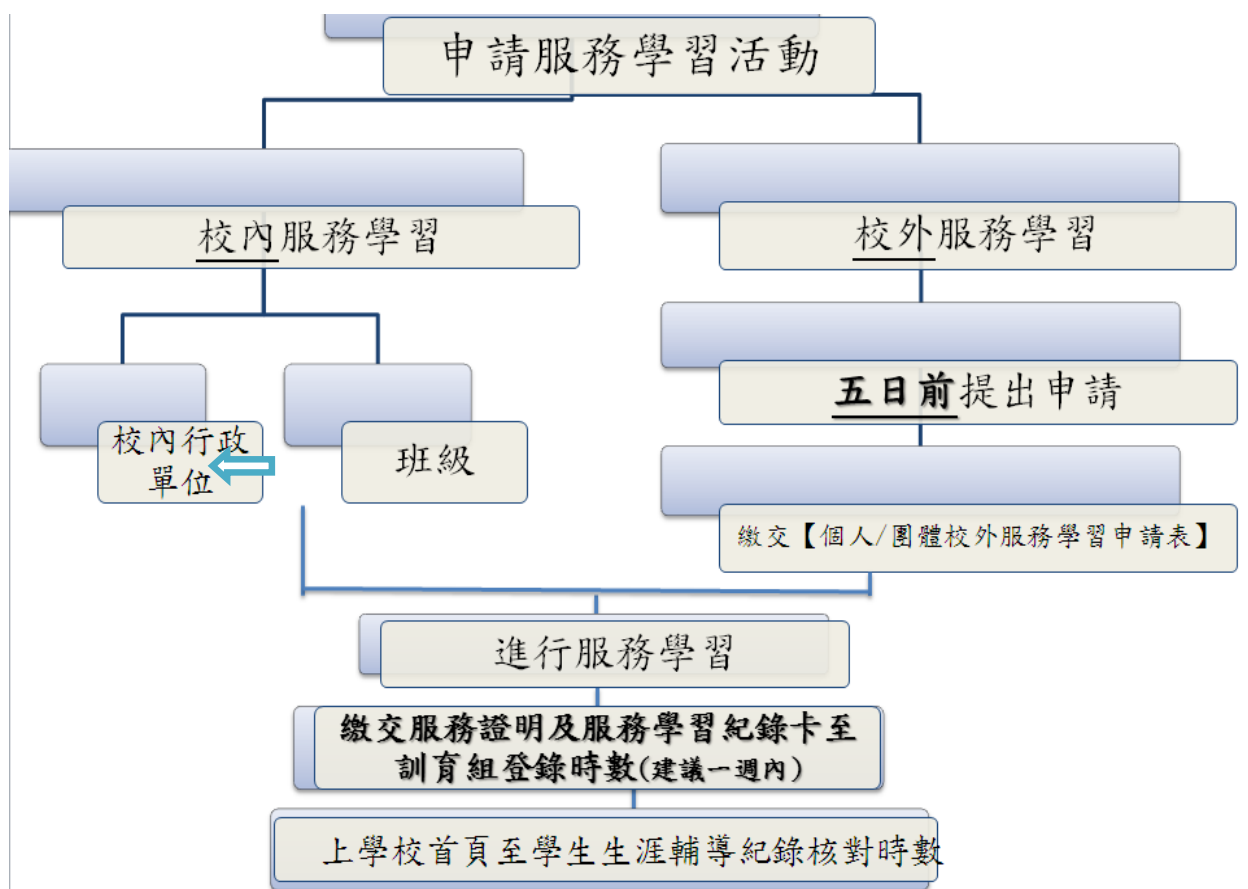 申請服務學習活動
校內服務學習
校外服務學習
五日前提出申請
校內行政
單位
班級
繳交【個人/團體校外服務學習申請表】
進行服務學習
繳交服務證明及服務學習紀錄卡至
訓育組登錄時數(建議一週內)
上學校首頁至學生生涯輔導紀錄核對時數